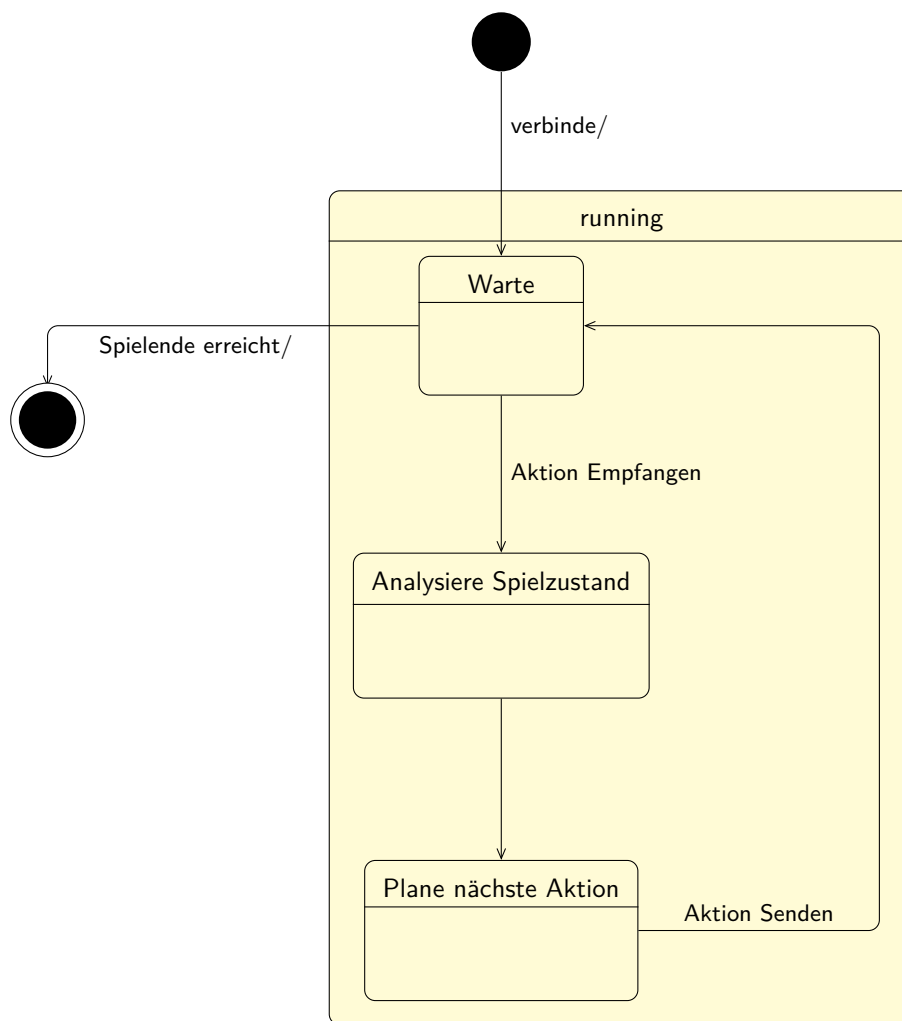 verbinde/
running
Warte
Spielende erreicht/
Aktion Empfangen
Analysiere Spielzustand
Plane nächste Aktion
Aktion Senden